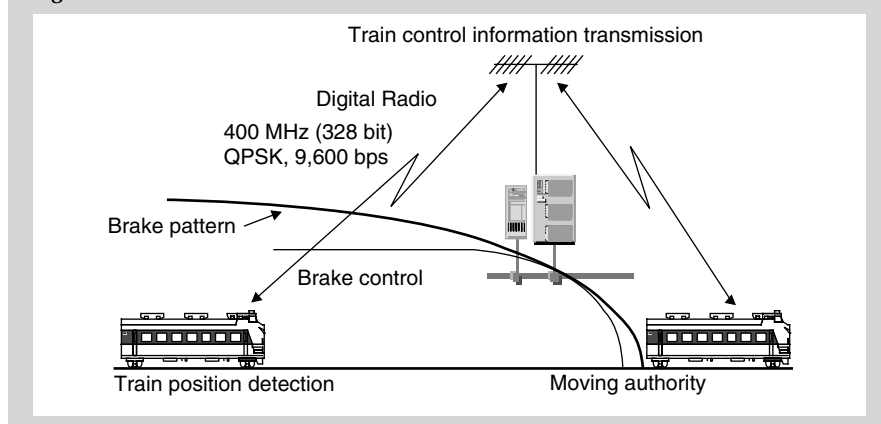 Train control information transmission
Digital Radio
400 MHz (328 bit)
QPSK, 9,600 bps
Brake pattern
Brake control
Train position detection
Moving authority